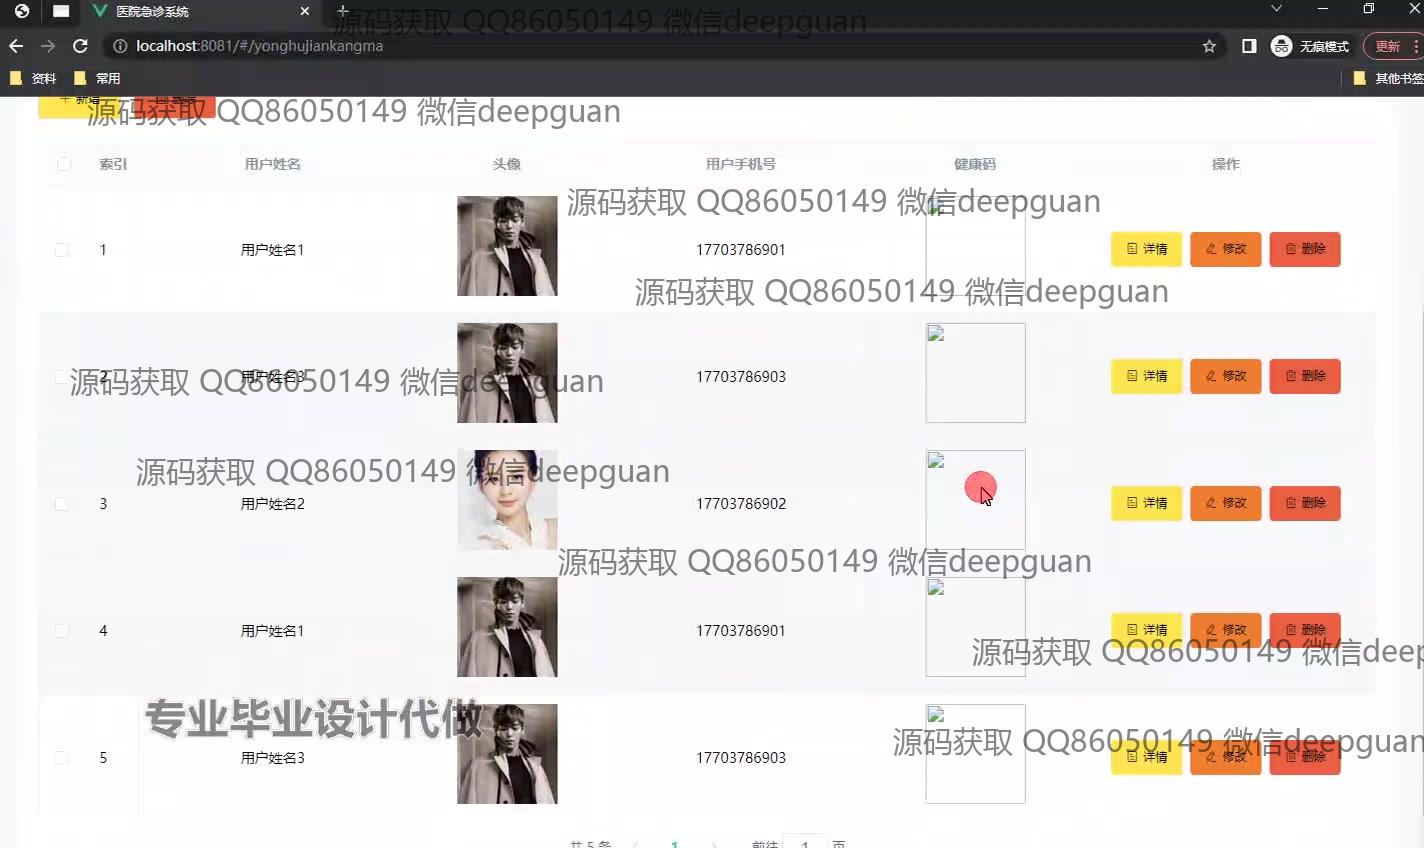 医院急诊系统
源码获取 QQ86050149 微信deepguan
localhost:8081/#/yonghujiankangma
无痕模式
更新
资料
常用
其他书签
新增
源码获取 QQ86050149 微信deepguan
索引 用户姓名 头像 用户手机号 健康码 操作
源码获取 QQ86050149 微信deepguan
1 用户姓名1 17703786901 详情 修改 删除
源码获取 QQ86050149 微信deepguan
2 用户姓名3 17703786903 详情 修改 删除
源码获取 QQ86050149 微信deepguan
源码获取 QQ86050149 微信deepguan
3 用户姓名2 17703786902 详情 修改 删除
源码获取 QQ86050149 微信deepguan
4 用户姓名1 17703786901 详情 修改 删除
源码获取 QQ86050149 微信deep
专业毕业设计代做
源码获取 QQ86050149 微信deepguan
5 用户姓名3 17703786903 详情 修改 删除
共 5 条 1 前往 1 页